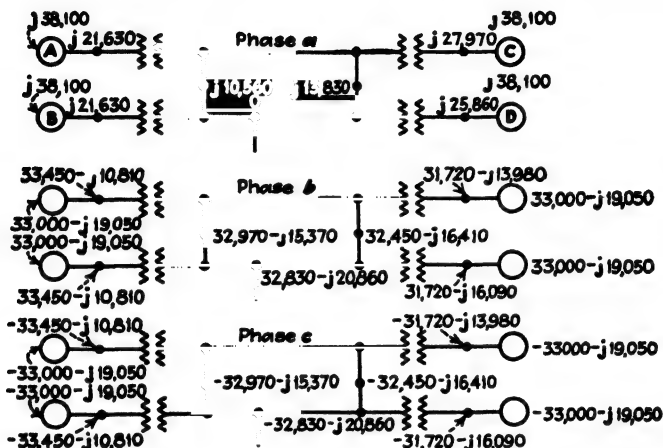 j38,100
j38,100
A
j21,630
Phase a
j27,970
C
j38,100
j38,100
B
j21,630
j10,560
j13,830
j25,860
D
33,450-j10,810
Phase b
31,720-j13,980
33,000-j19,050
33,000-j19,050
33,000-j19,050
32,970-j15,370
32,450-j16,410
33,000-j19,050
33,450-j10,810
32,830-j20,860
31,720-j16,090
-33,450-j10,810
Phase c
-31,720-j13,980
-33000-j19,050
-33,000-j19,050
-33,000-j19,050
-32,970-j15,370
-32,450-j16,410
-33,000-j19,050
-33,450-j10,810
-32,830-j20,860
-31,720-j16,090